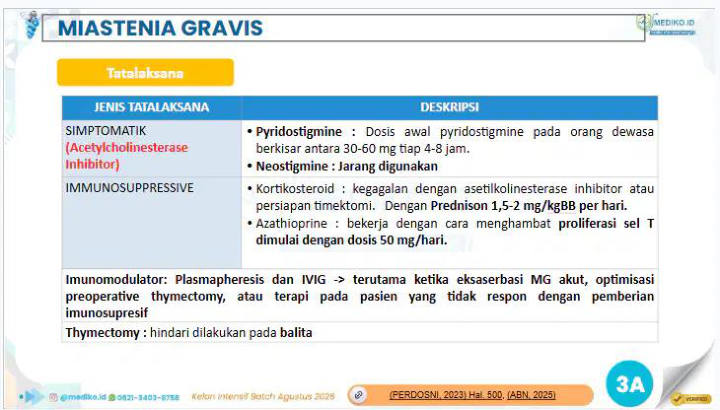 MIASTENIA GRAVIS
MEDIKO.ID
Tatalaksana
JENIS TATALAKSANA
DESKRIPSI
SIMPTOMATIK
(Acetylcholinesterase
Inhibitor)
• Pyridostigmine : Dosis awal pyridostigmine pada orang dewasa
berkisar antara 30-60 mg tiap 4-8 jam.
• Neostigmine : Jarang digunakan
IMMUNOSUPPRESSIVE
• Kortikosteroid : kegagalan dengan asetilkolinesterase inhibitor atau
persiapan timektomi. Dengan Prednison 1,5-2 mg/kgBB per hari.
• Azathioprine : bekerja dengan cara menghambat proliferasi sel T
dimulai dengan dosis 50 mg/hari.
Imunomodulator: Plasmapheresis dan IVIG -> terutama ketika eksaserbasi MG akut, optimisasi
preoperative thymectomy, atau terapi pada pasien yang tidak respon dengan pemberian
imunosupresif
Thymectomy : hindari dilakukan pada balita
@mediko.id 0821-3403-8758 Kelan Intensif Batch Agustus 2025
(PERDOSNI, 2023) Hal. 500, (ABN, 2025)
3A
VERIFIED